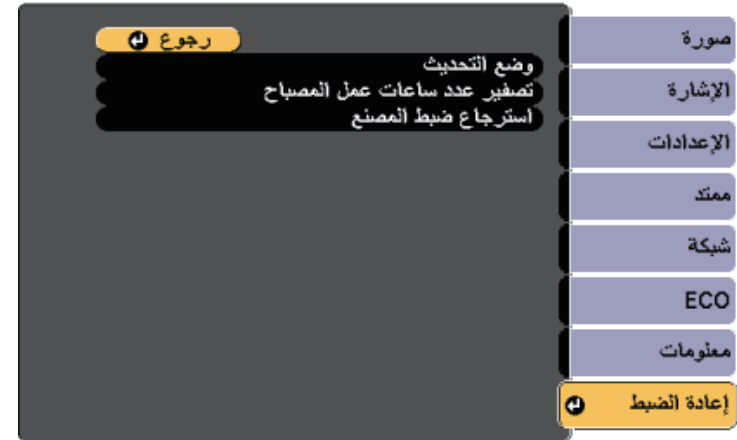 صورة
الإشارة
الإعدادات
ممتد
شبكة
ECO
معلومات
إعادة الضبط
رجوع
وضع التحديث
تصفير عدد ساعات عمل المصباح
استرجاع ضبط المصنع